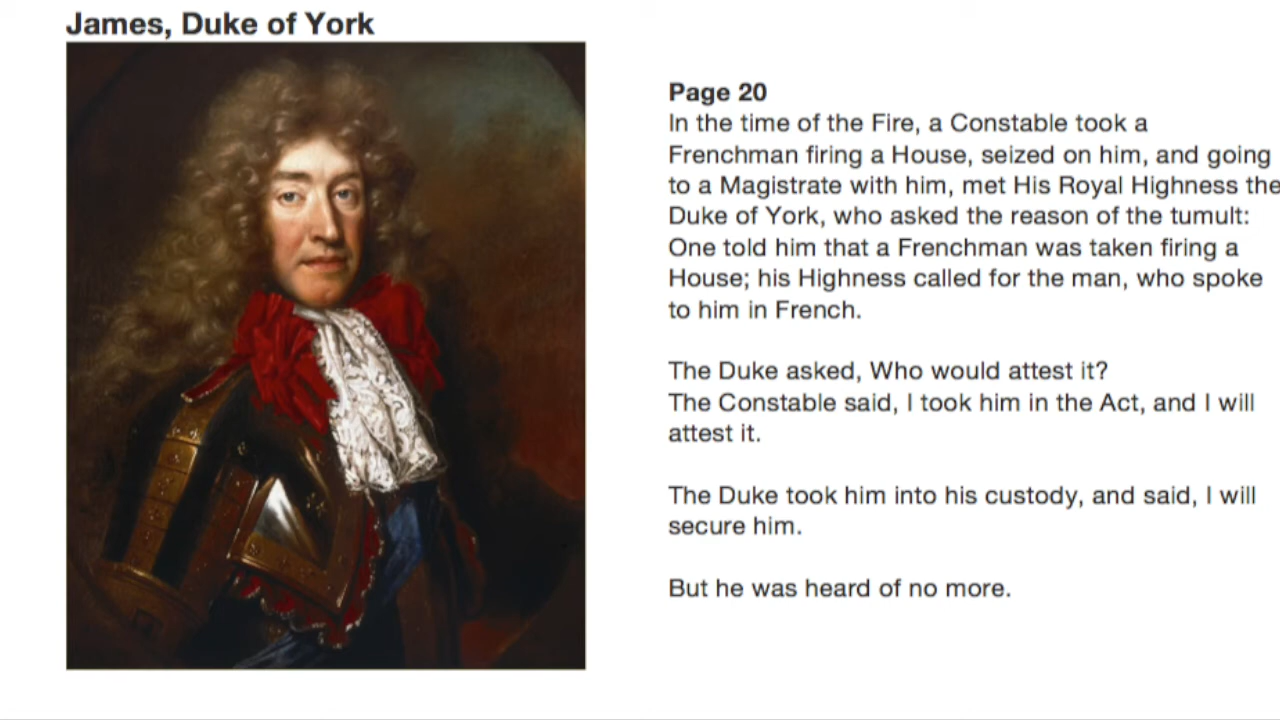 James, Duke of York
Page 20
In the time of the Fire, a Constable took a
Frenchman firing a House, seized on him, and going
to a Magistrate with him, met His Royal Highness the
Duke of York, who asked the reason of the tumult:
One told him that a Frenchman was taken firing a
House; his Highness called for the man, who spoke
to him in French.
The Duke asked, Who would attest it?
The Constable said, I took him in the Act, and I will
attest it.
The Duke took him into his custody, and said, I will
secure him.
But he was heard of no more.